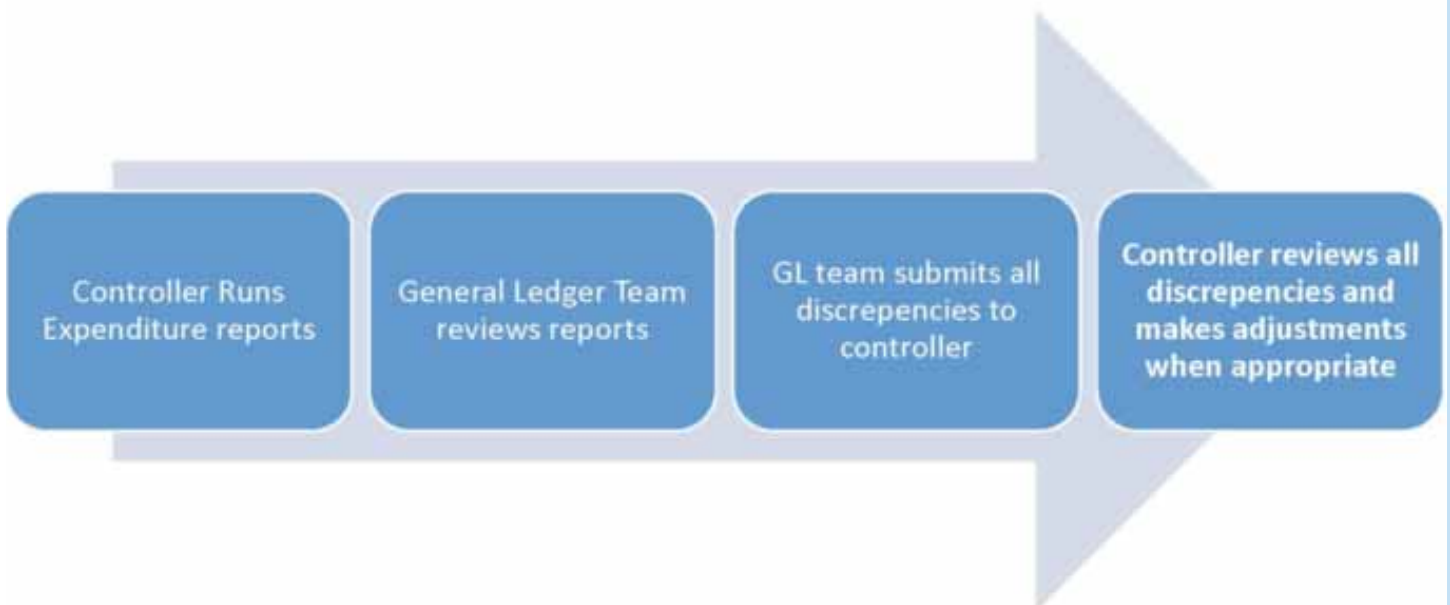 Controller Runs
Expenditure reports
General Ledger Team
reviews reports
GL team submits all
discrepencies to
controller
Controller reviews all
discrepencies and
makes adjustments
when appropriate